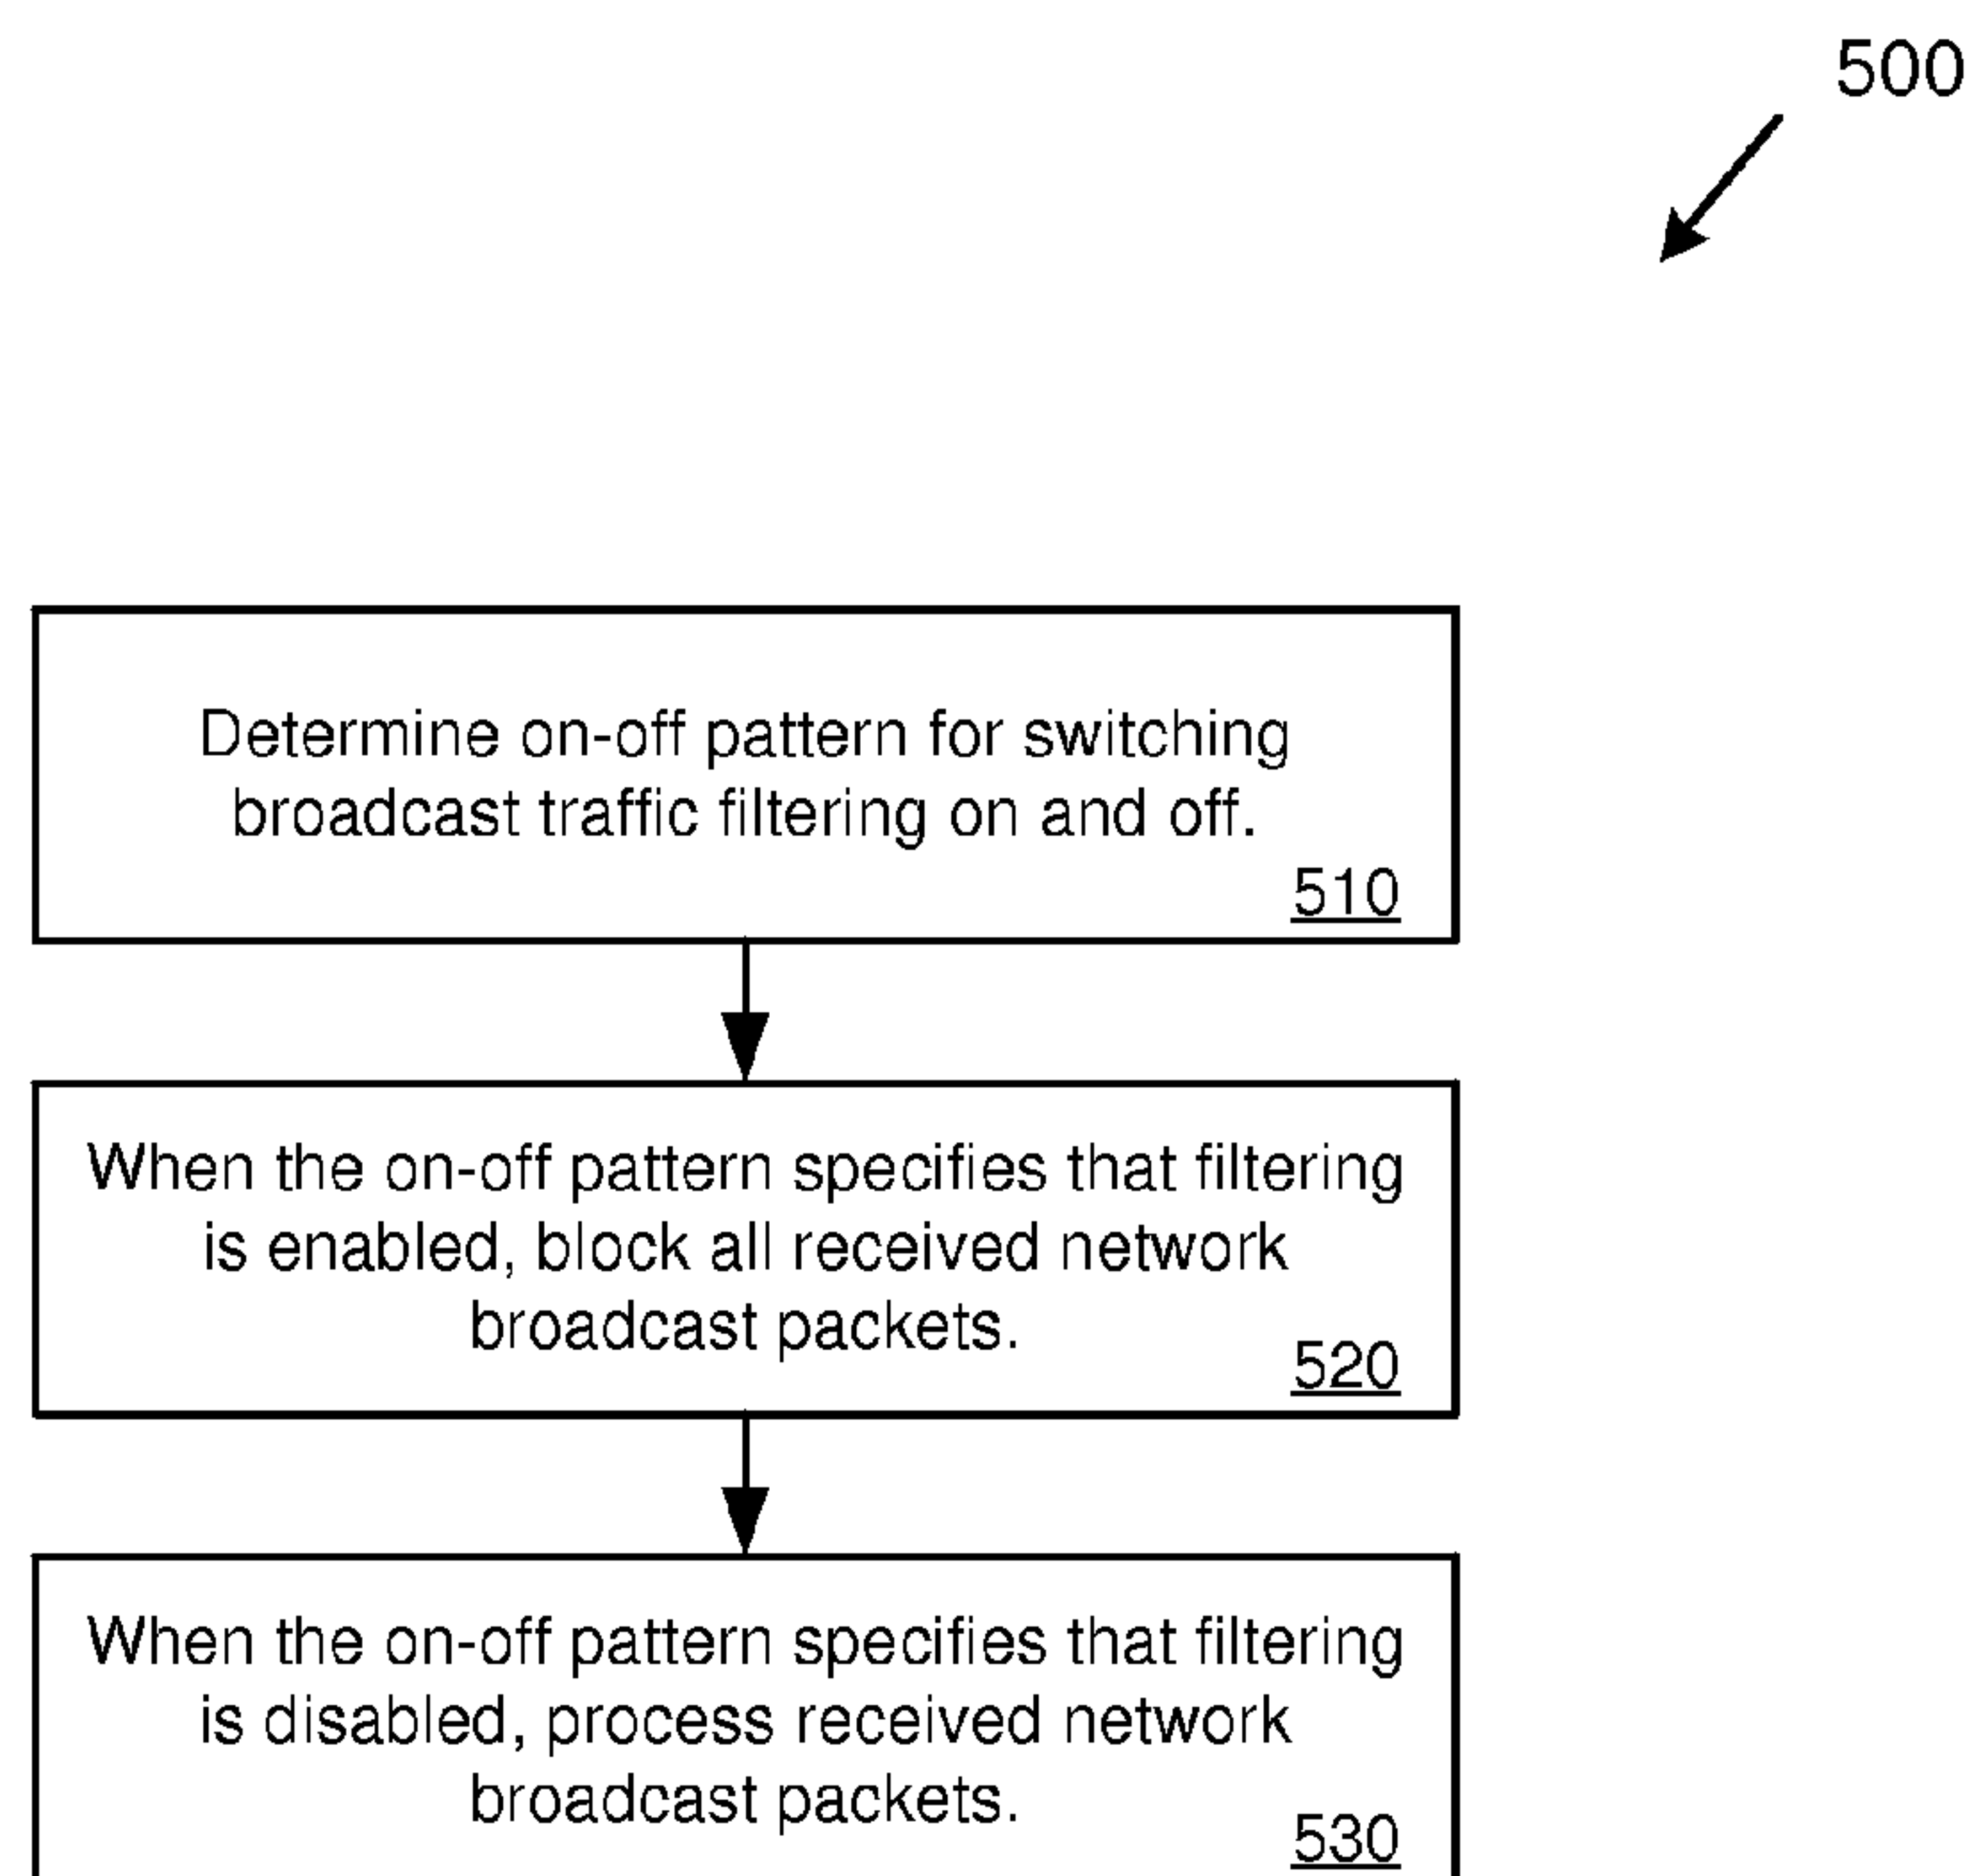 500
Determine on-off pattern for switching
broadcast traffic filtering on and off.
510
When the on-off pattern specifies that filtering
is enabled, block all received network
broadcast packets.
520
When the on-off pattern specifies that filtering
is disabled, process received network
broadcast packets.
530